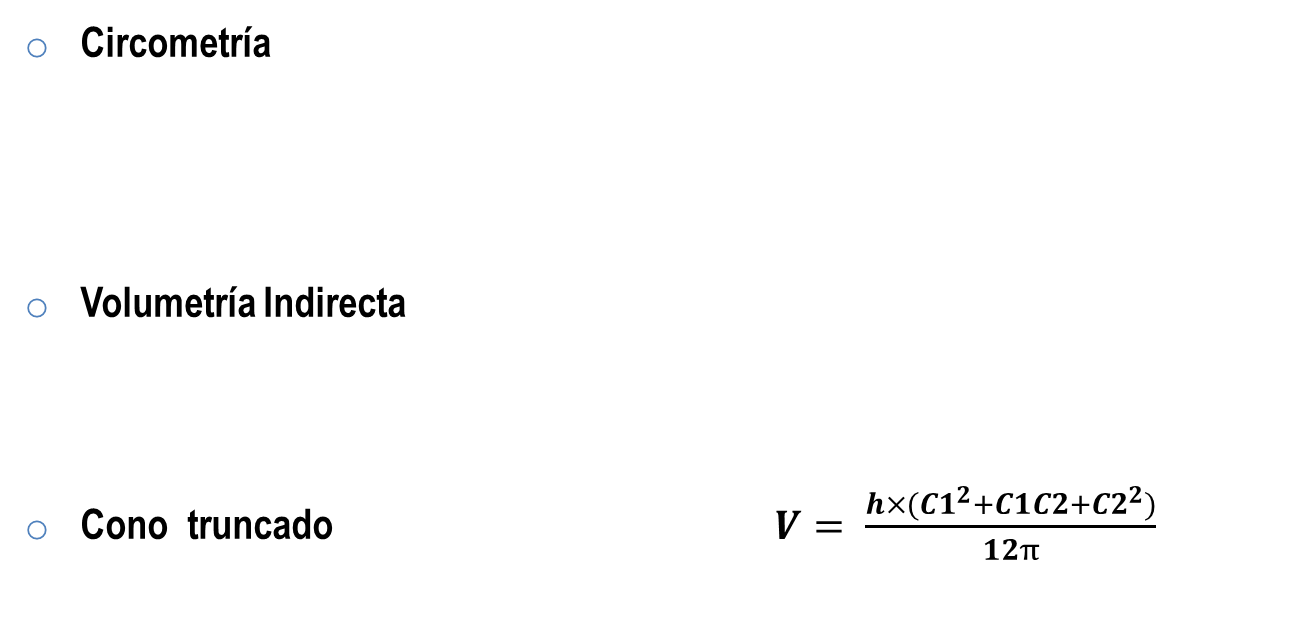 Circometría
Volumetría Indirecta
Cono truncado
V = h×(C1²+C1C2+C2²) / 12π